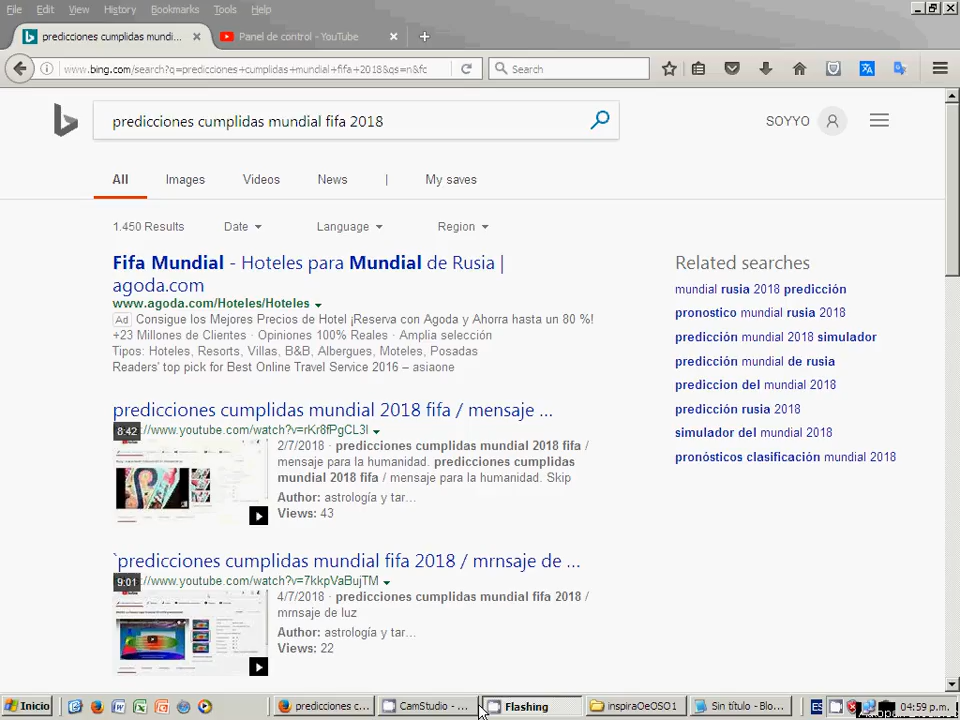 File Edit View History Bookmarks Tools Help
predicciones cumplidas mundi...
Panel de control - YouTube
www.bing.com/search?q=predicciones+cumplidas+mundial+fifa+2018&qs=n&fc
Search
predicciones cumplidas mundial fifa 2018
SOYYO
All Images Videos News | My saves
1.450 Results Date Language Region
Fifa Mundial - Hoteles para Mundial de Rusia |
agoda.com
www.agoda.com/Hoteles/Hoteles
Ad Consigue los Mejores Precios de Hotel ¡Reserva con Agoda y Ahorra hasta un 80 %!
+23 Millones de Clientes · Opiniones 100% Reales · Amplia selección
Tipos: Hoteles, Resorts, Villas, B&B, Albergues, Moteles, Posadas
Readers' top pick for Best Online Travel Service 2016 – asiaone
predicciones cumplidas mundial 2018 fifa / mensaje ...
://www.youtube.com/watch?v=rKr8fPgCL3I
8:42
2/7/2018 · predicciones cumplidas mundial 2018 fifa /
mensaje para la humanidad. predicciones cumplidas
mundial 2018 fifa / mensaje para la humanidad. Skip
Author: astrología y tar...
Views: 43
`predicciones cumplidas mundial fifa 2018 / mrnsaje de ...
://www.youtube.com/watch?v=7kkpVaBujTM
9:01
4/7/2018 · predicciones cumplidas mundial fifa 2018 /
mrnsaje de luz
Author: astrología y tar...
Views: 22
Related searches
mundial rusia 2018 predicción
pronostico mundial rusia 2018
predicción mundial 2018 simulador
predicción mundial de rusia
prediccion del mundial 2018
predicción rusia 2018
simulador del mundial 2018
pronósticos clasificación mundial 2018
Inicio
predicciones c...
CamStudio - ...
Flashing
inspiraOeOSO1
Sin título - Blo...
ES
04:59 p.m.